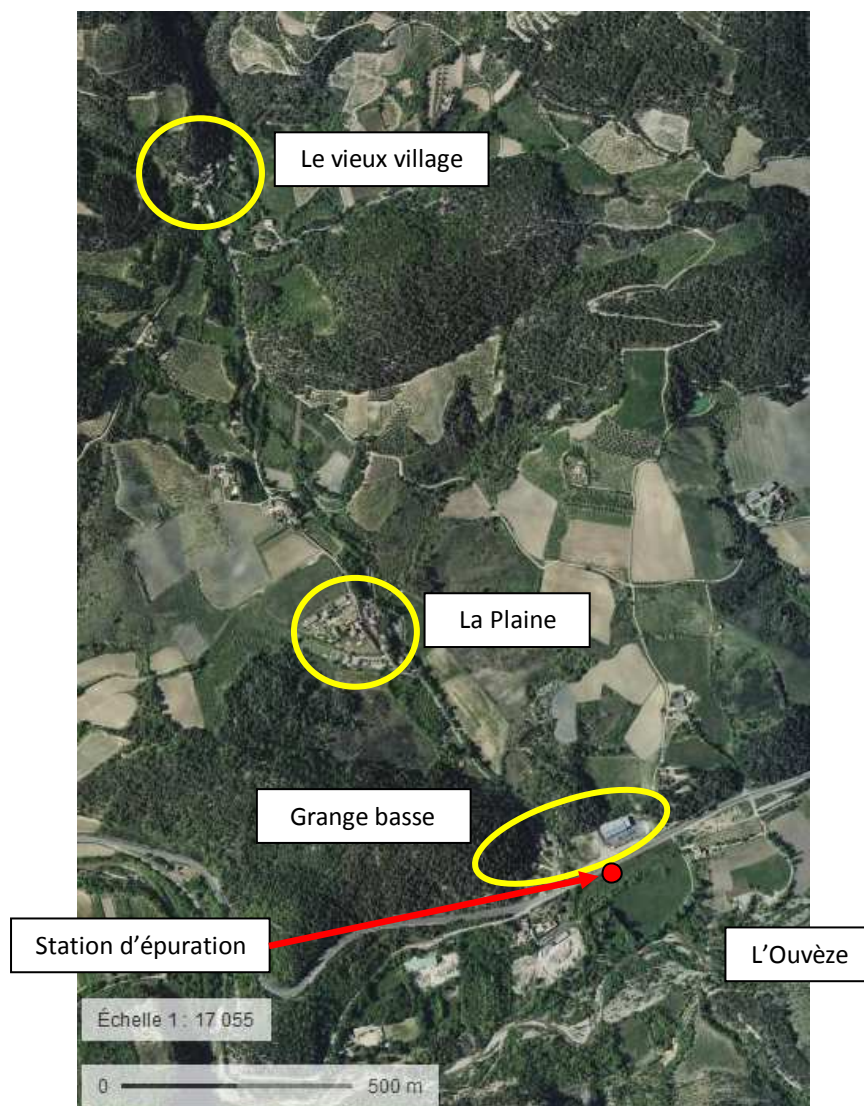 Le vieux village
La Plaine
Grange basse
Station d'épuration
L'Ouvèze
Échelle 1 : 17 055
0 500 m